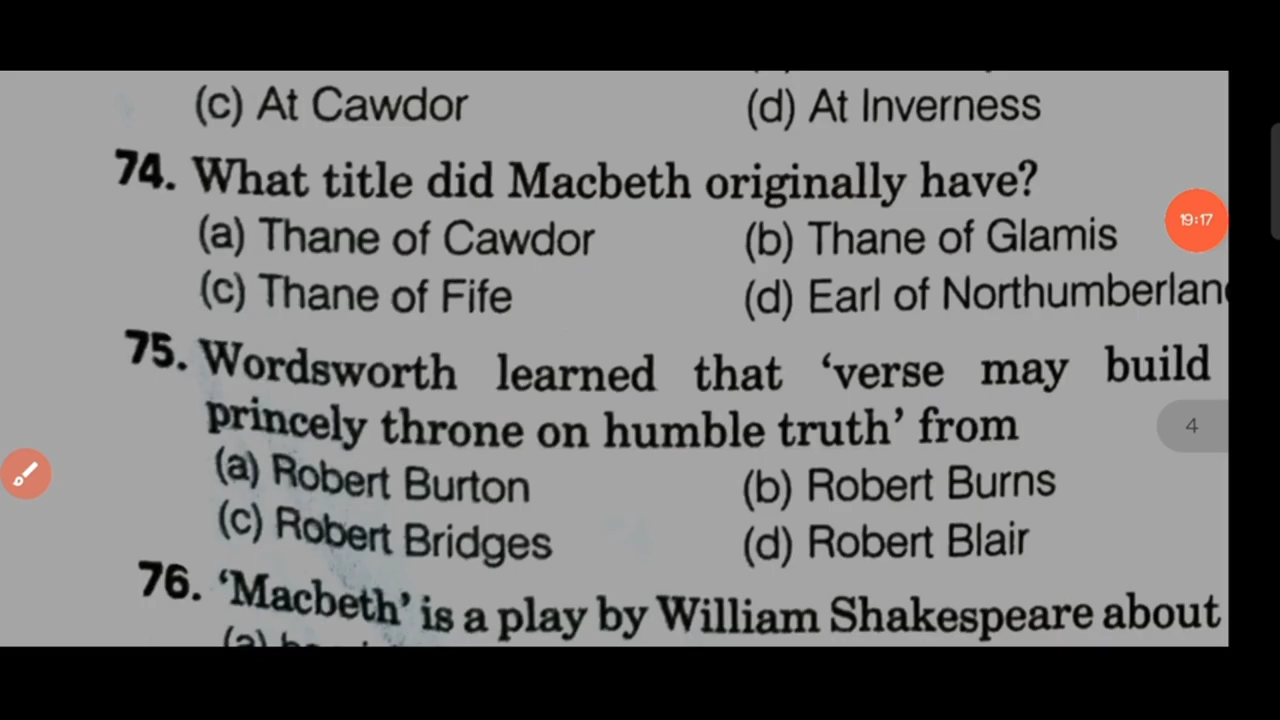 (c) At Cawdor (d) At Inverness
74. What title did Macbeth originally have?
(a) Thane of Cawdor (b) Thane of Glamis
19:17
(c) Thane of Fife (d) Earl of
75. Wordsworth learned that ‘verse may build
princely throne on humble truth’ from
4
(a) Robert Burton (b) Robert Burns
(c) Robert Bridges (d) Robert Blair
76. ‘Macbeth’ is a play by William Shakespeare about
(a)